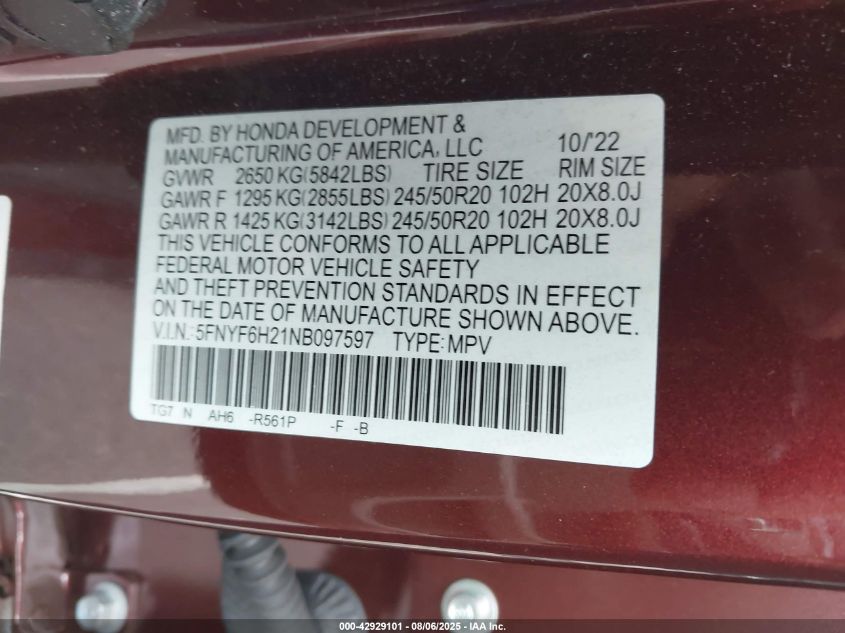 MFD. BY HONDA DEVELOPMENT &
MANUFACTURING OF AMERICA, LLC 10/'22
GVWR 2650 KG(5842LBS) TIRE SIZE RIM SIZE
GAWR F 1295 KG(2855LBS) 245/50R20 102H 20X8.0J
GAWR R 1425 KG(3142LBS) 245/50R20 102H 20X8.0J
THIS VEHICLE CONFORMS TO ALL APPLICABLE
FEDERAL MOTOR VEHICLE SAFETY
AND THEFT PREVENTION STANDARDS IN EFFECT
ON THE DATE OF MANUFACTURE SHOWN ABOVE.
V.I.N.: 5FNYF6H21NB097597 TYPE: MPV
TG7 N AH6 -R561P -F -B
000-42929101 - 08/06/2025 - IAA Inc.